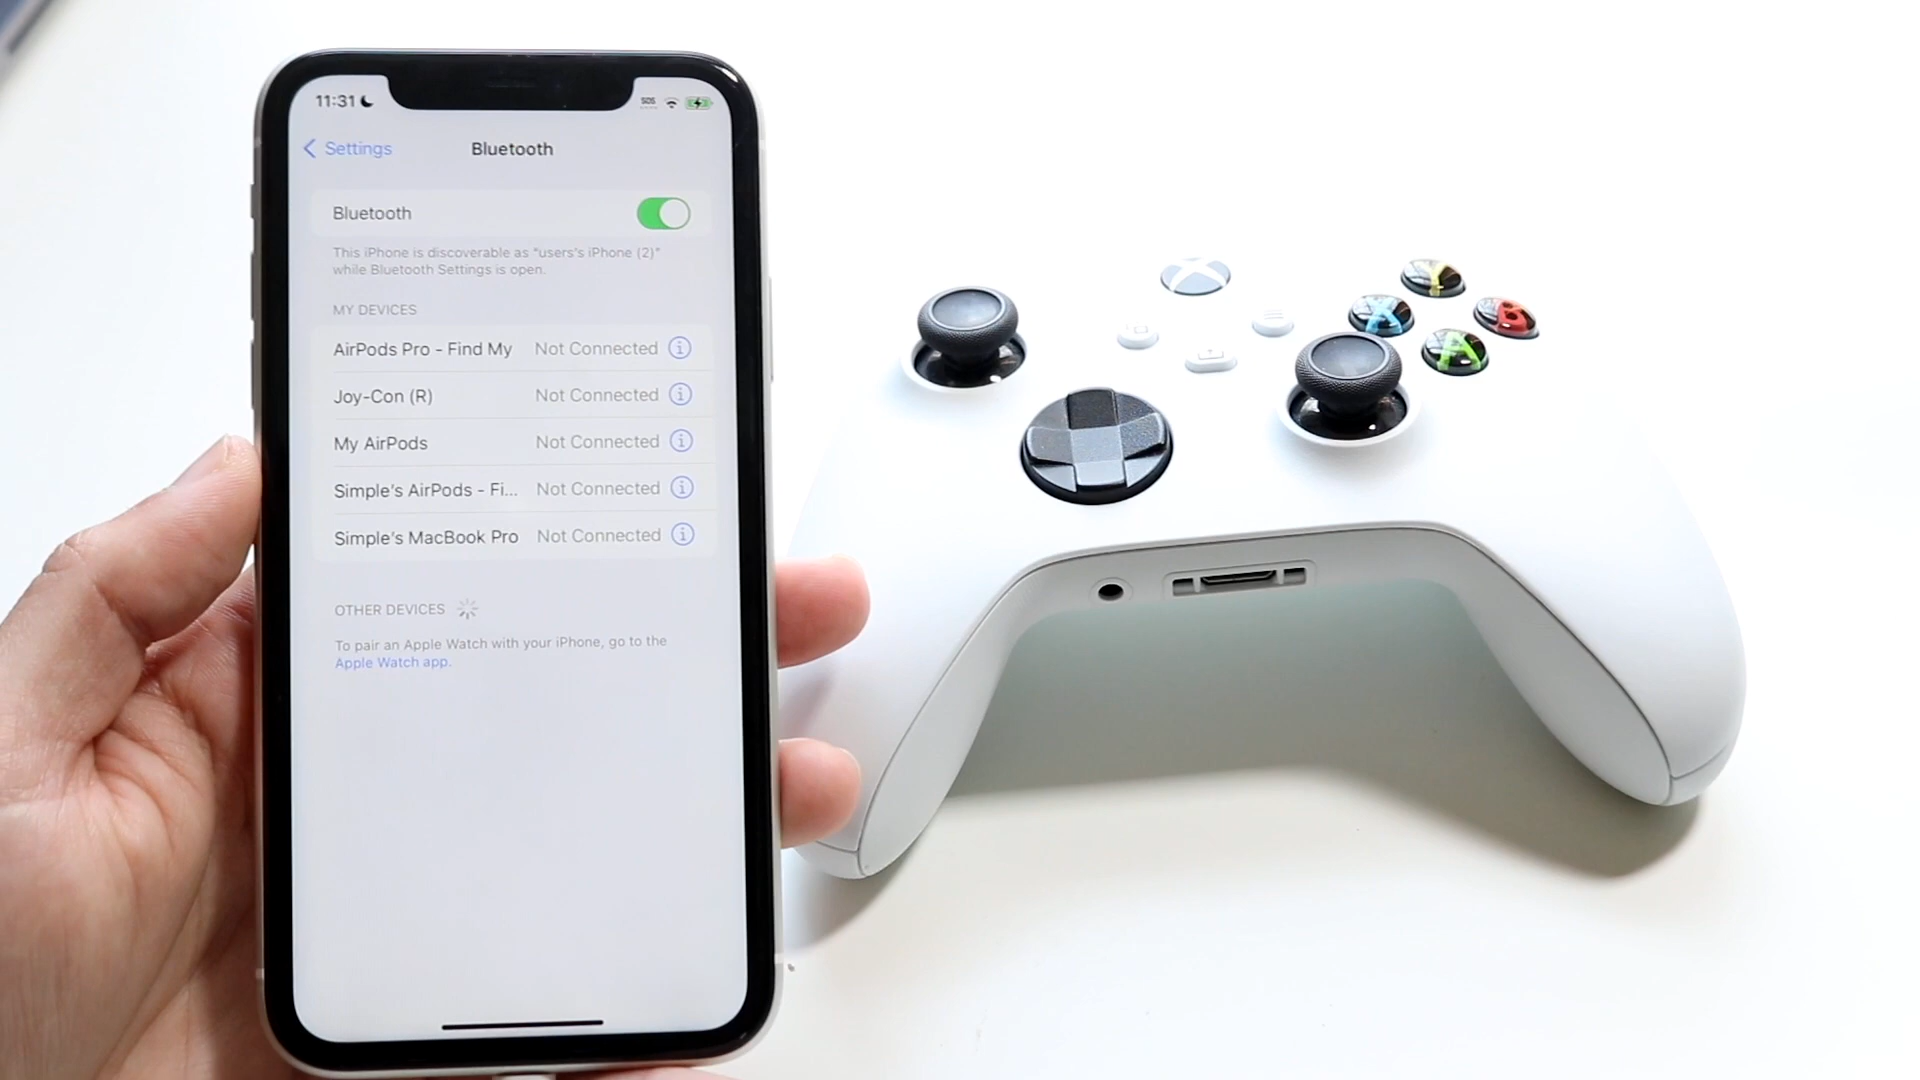 11:31
SOS
Settings
Bluetooth
Bluetooth
This iPhone is discoverable as "users's iPhone (2)"
while Bluetooth Settings is open.
MY DEVICES
AirPods Pro - Find My Not Connected
Joy-Con (R) Not Connected
My AirPods Not Connected
Simple's AirPods - Fi... Not Connected
Simple's MacBook Pro Not Connected
OTHER DEVICES
To pair an Apple Watch with your iPhone, go to the
Apple Watch app.
Y
X
B
A